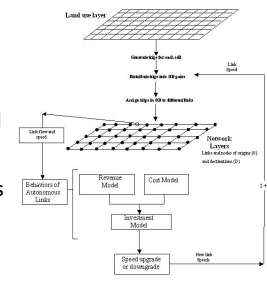 Land use layer
Generate trips for each cell
Link
Speed
Distribute trips into OD pairs
Assign trips in OD to different links
Link flow and
speed
Network
Layers
Links and nodes of origins (O)
and destinations (D)
Behaviors of
Autonomous
Links
Revenue
Model
Cost Model
Investment
Model
Speed upgrade
or downgrade
New link
Speeds